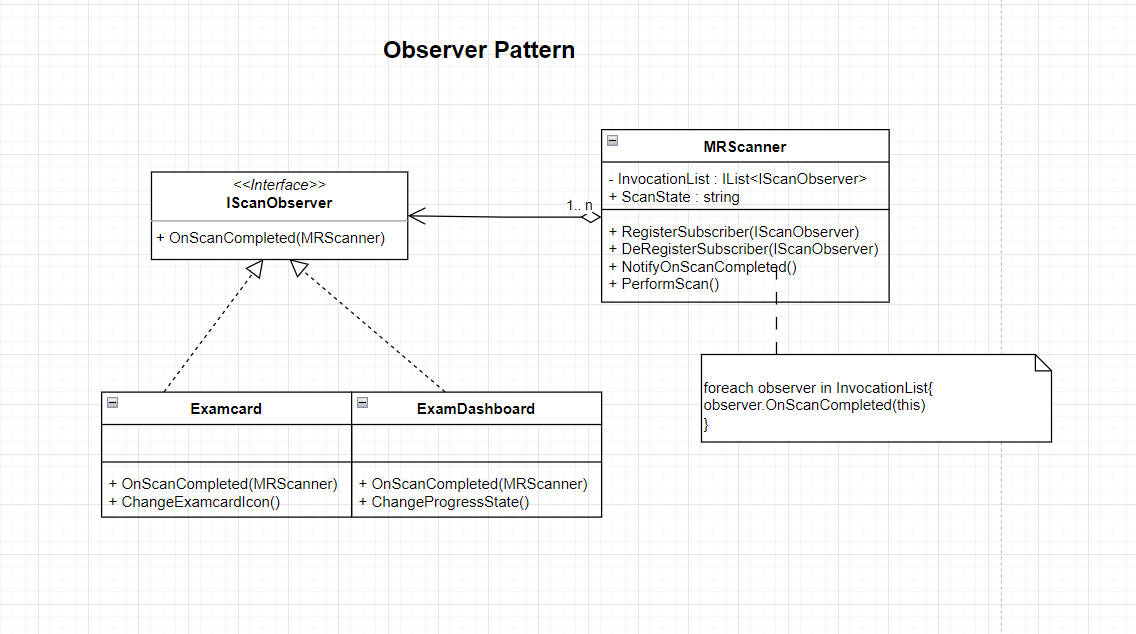 Observer Pattern
<<Interface>>
IScanObserver
+ OnScanCompleted(MRScanner)
1.. n
MRScanner
- InvocationList : IList<IScanObserver>
+ ScanState : string
+ RegisterSubscriber(IScanObserver)
+ DeRegisterSubscriber(IScanObserver)
+ NotifyOnScanCompleted()
+ PerformScan()
foreach observer in InvocationList{
observer.OnScanCompleted(this)
}
Examcard
+ OnScanCompleted(MRScanner)
+ ChangeExamcardIcon()
ExamDashboard
+ OnScanCompleted(MRScanner)
+ ChangeProgressState()